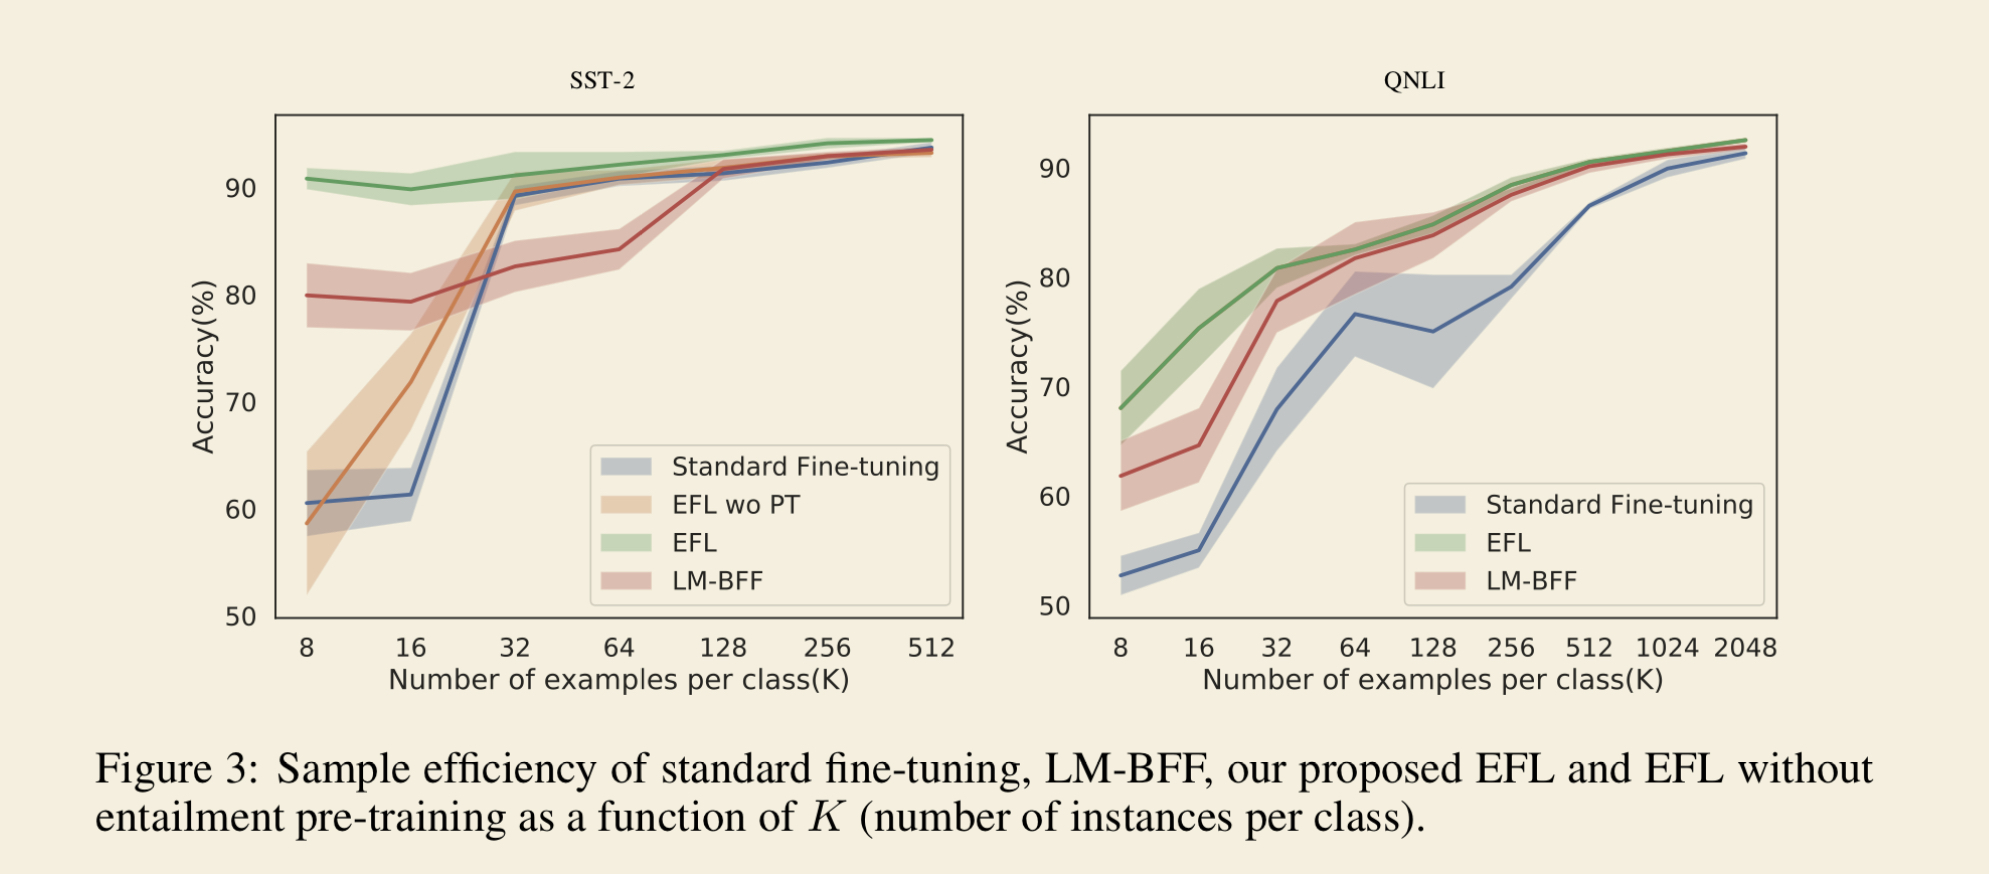 SST-2
Accuracy(%)
90
80
70
60
50
8 16 32 64 128 256 512
Number of examples per class(K)
Standard Fine-tuning
EFL wo PT
EFL
LM-BFF
QNLI
Accuracy(%)
90
80
70
60
50
8 16 32 64 128 256 512 1024 2048
Number of examples per class(K)
Standard Fine-tuning
EFL
LM-BFF
Figure 3: Sample efficiency of standard fine-tuning, LM-BFF, our proposed EFL and EFL without
entailment pre-training as a function of K (number of instances per class).